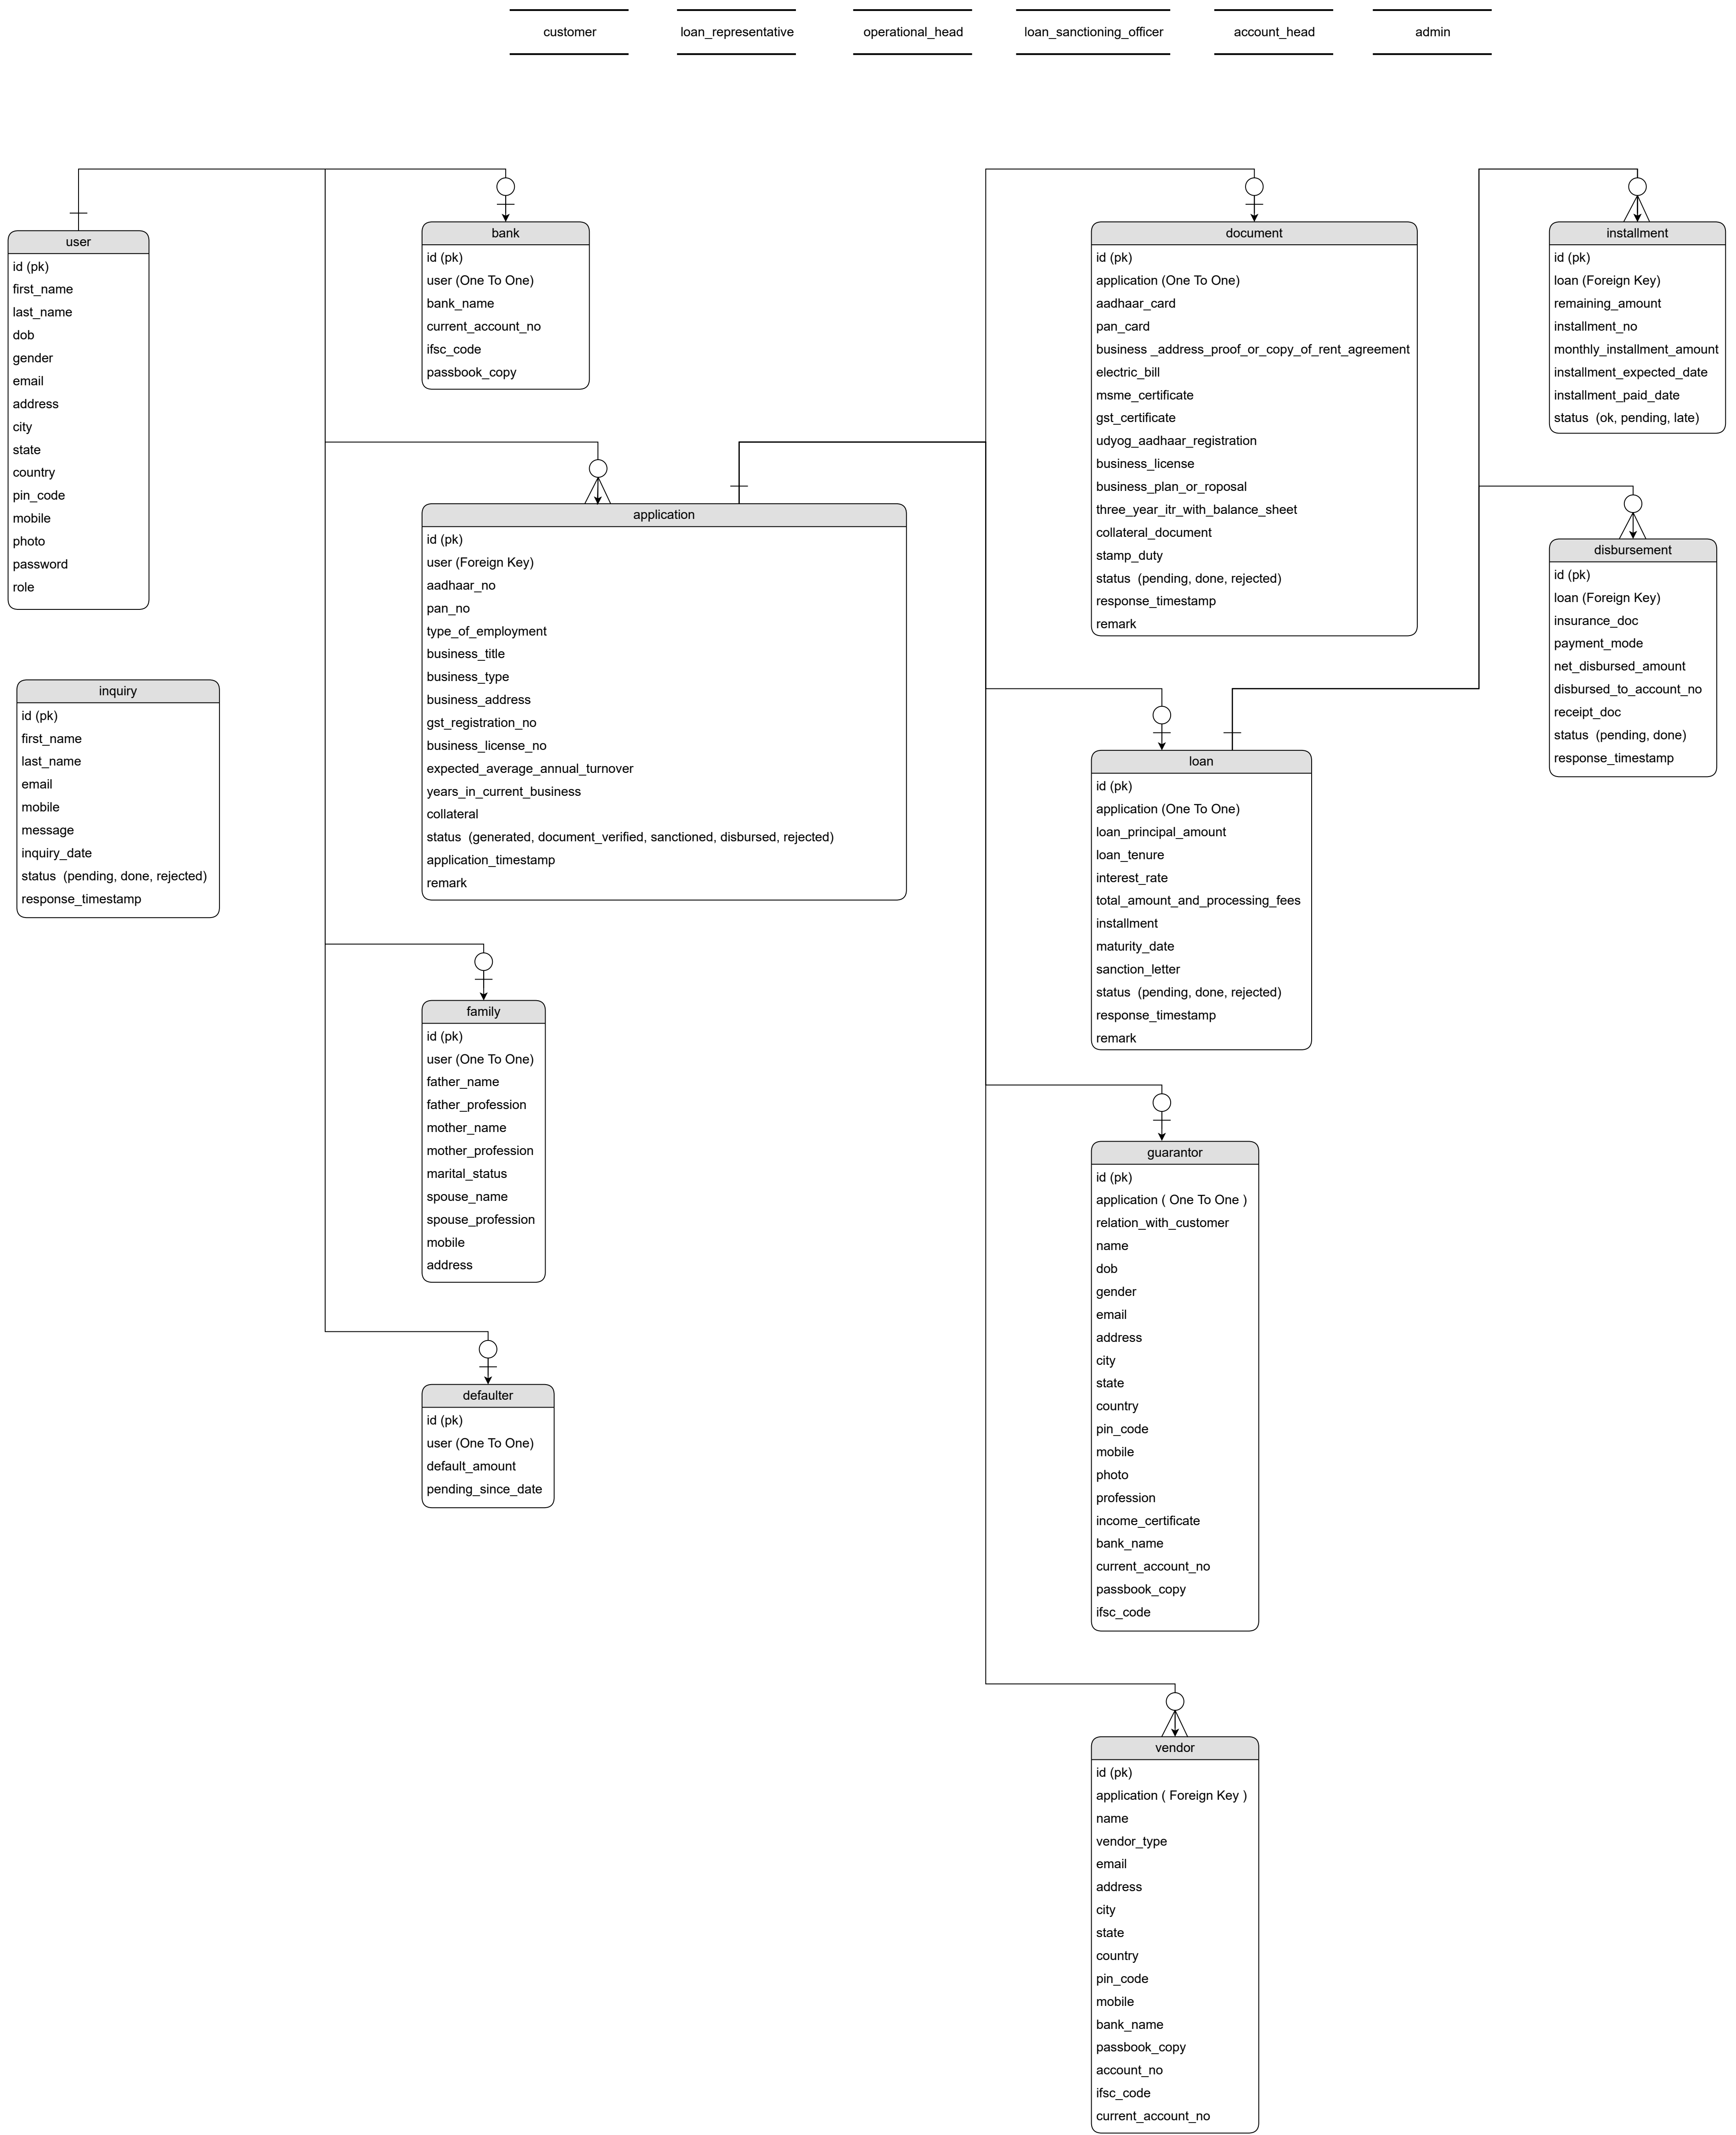 customer
loan_representative
operational_head
loan_sanctioning_officer
account_head
admin
user
id (pk)
first_name
last_name
dob
gender
email
address
city
state
country
pin_code
mobile
photo
password
role
inquiry
id (pk)
first_name
last_name
email
mobile
message
inquiry_date
status  (pending, done, rejected)
response_timestamp
bank
id (pk)
user (One To One)
bank_name
current_account_no
ifsc_code
passbook_copy
application
id (pk)
user (Foreign Key)
aadhaar_no
pan_no
type_of_employment
business_title
business_type
business_address
gst_registration_no
business_license_no
expected_average_annual_turnover
years_in_current_business
collateral
status  (generated, document_verified, sanctioned, disbursed, rejected)
application_timestamp
remark
family
id (pk)
user (One To One)
father_name
father_profession
mother_name
mother_profession
marital_status
spouse_name
spouse_profession
mobile
address
defaulter
id (pk)
user (One To One)
default_amount
pending_since_date
document
id (pk)
application (One To One)
aadhaar_card
pan_card
business _address_proof_or_copy_of_rent_agreement
electric_bill
msme_certificate
gst_certificate
udyog_aadhaar_registration
business_license
business_plan_or_roposal
three_year_itr_with_balance_sheet
collateral_document
stamp_duty
status  (pending, done, rejected)
response_timestamp
remark
loan
id (pk)
application (One To One)
loan_principal_amount
loan_tenure
interest_rate
total_amount_and_processing_fees
installment
maturity_date
sanction_letter
status  (pending, done, rejected)
response_timestamp
remark
guarantor
id (pk)
application ( One To One )
relation_with_customer
name
dob
gender
email
address
city
state
country
pin_code
mobile
photo
profession
income_certificate
bank_name
current_account_no
passbook_copy
ifsc_code
vendor
id (pk)
application ( Foreign Key )
name
vendor_type
email
address
city
state
country
pin_code
mobile
bank_name
passbook_copy
account_no
ifsc_code
current_account_no
installment
id (pk)
loan (Foreign Key)
remaining_amount
installment_no
monthly_installment_amount
installment_expected_date
installment_paid_date
status  (ok, pending, late)
disbursement
id (pk)
loan (Foreign Key)
insurance_doc
payment_mode
net_disbursed_amount
disbursed_to_account_no
receipt_doc
status  (pending, done)
response_timestamp